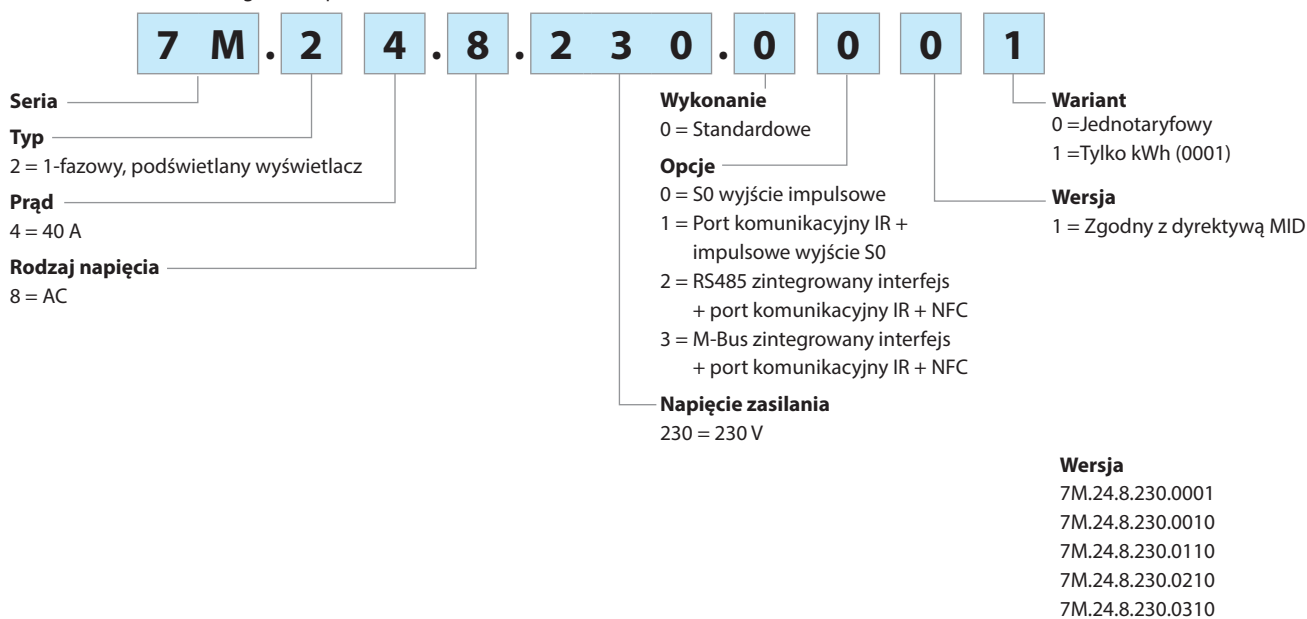 7 M . 2 4 . 8 . 2 3 0 . 0 0 0 1
Seria
Typ
2 = 1-fazowy, podświetlany wyświetlacz
Prąd
4 = 40 A
Rodzaj napięcia
8 = AC
Wykonanie
0 = Standardowe
Opcje
0 = S0 wyjście impulsowe
1 = Port komunikacyjny IR +
impulsowe wyjście S0
2 = RS485 zintegrowany interfejs
+ port komunikacyjny IR + NFC
3 = M-Bus zintegrowany interfejs
+ port komunikacyjny IR + NFC
Napięcie zasilania
230 = 230 V
Wariant
0 =Jednotaryfowy
1 =Tylko kWh (0001)
Wersja
1 = Zgodny z dyrektywą MID
Wersja
7M.24.8.230.0001
7M.24.8.230.0010
7M.24.8.230.0110
7M.24.8.230.0210
7M.24.8.230.0310